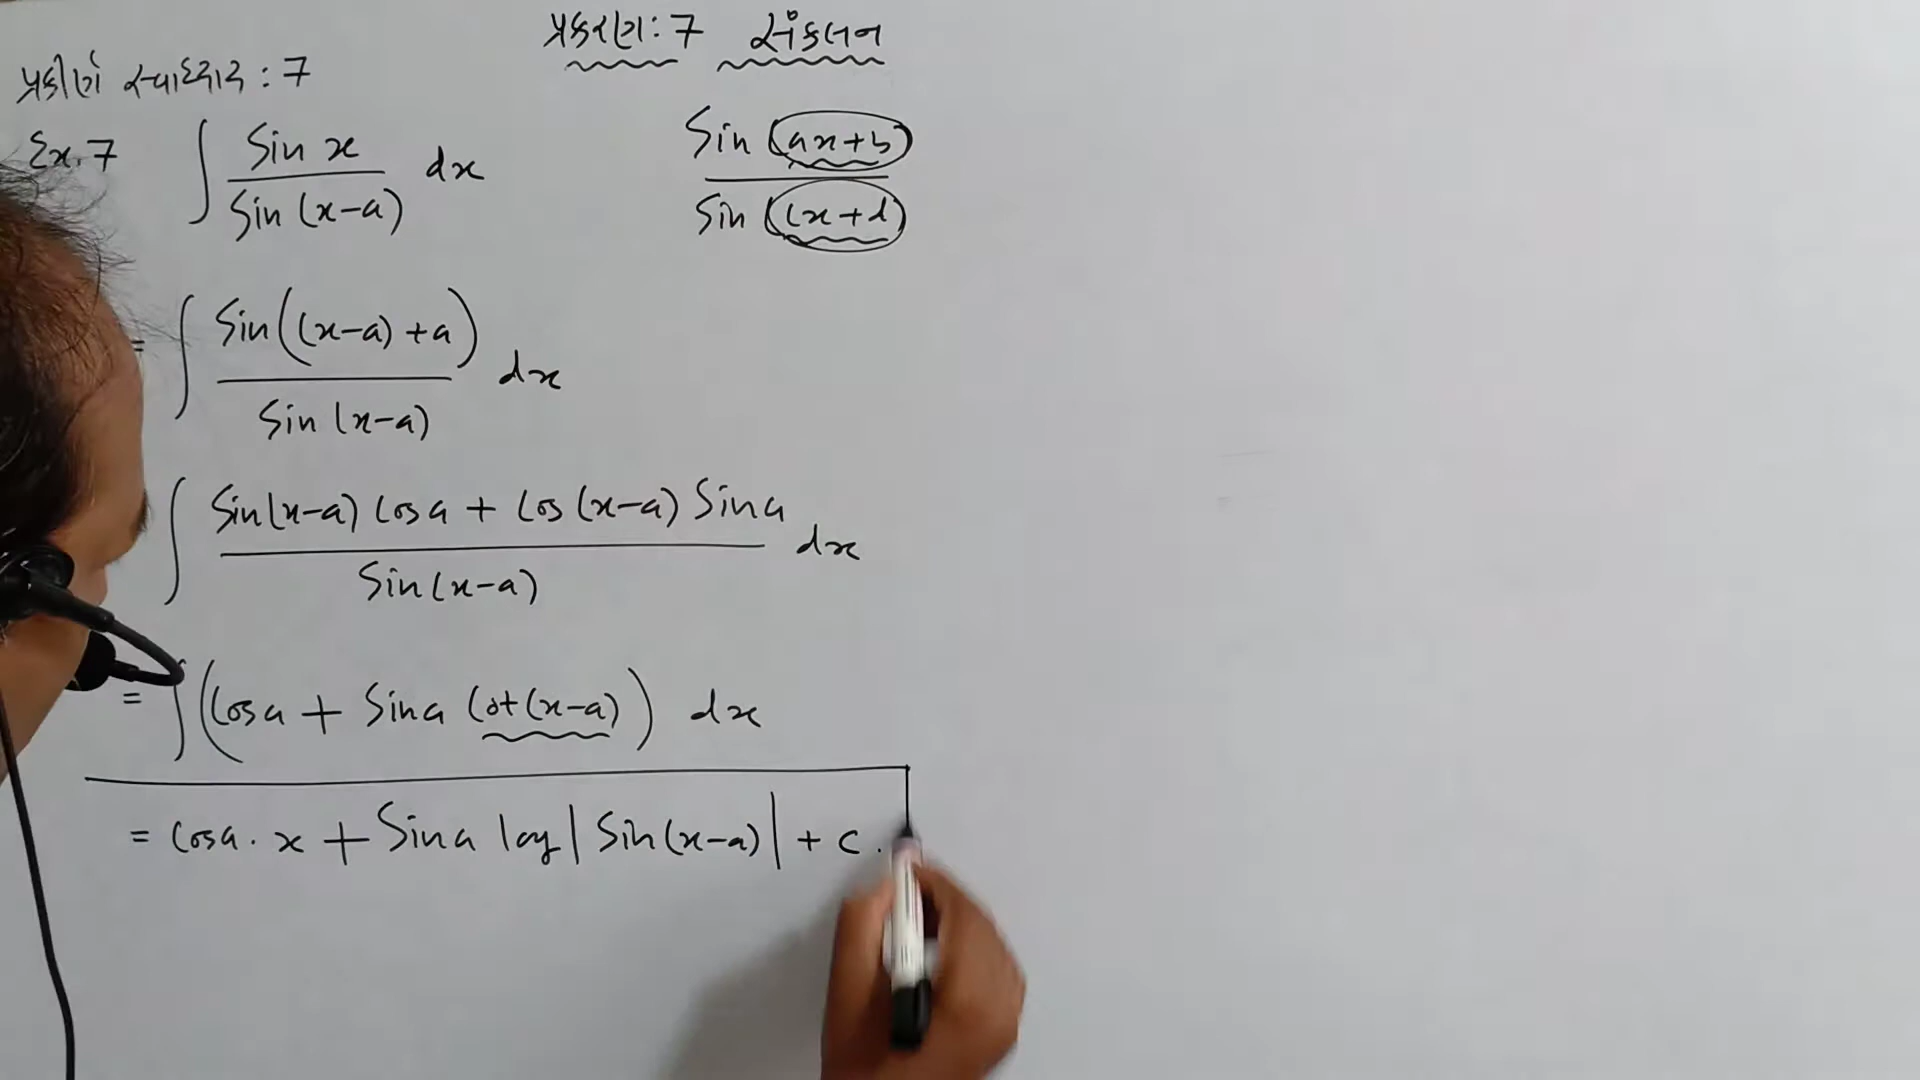 પ્રકરણ : 7 સંકલન
પ્રકીર્ણ સ્વાધ્યાય : 7
Ex. 7 ∫ Sin x / Sin (x-a) dx
Sin (ax+b) / Sin (cx+d)
= ∫ Sin((x-a)+a) / Sin (x-a) dx
∫ Sin(x-a) Cos a + Cos (x-a) Sin a / Sin(x-a) dx
= ∫ (Cos a + Sin a Cot (x-a)) dx
= Cos a . x + Sin a log | Sin (x-a) | + c .